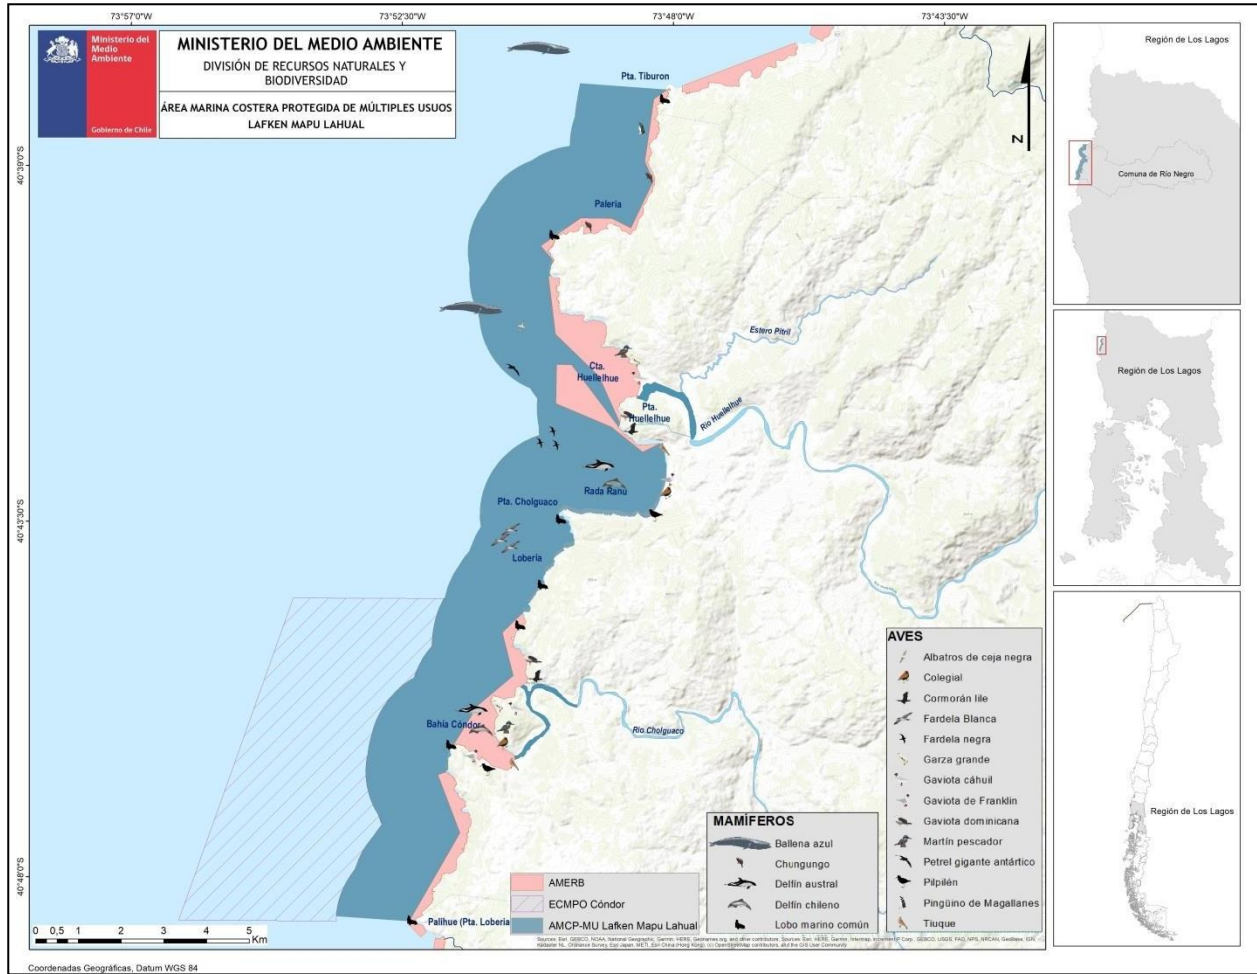 73°57'0"W
73°52'30"W
73°48'0"W
73°43'30"W
Ministerio del
Medio
Ambiente
Gobierno de Chile
MINISTERIO DEL MEDIO AMBIENTE
DIVISIÓN DE RECURSOS NATURALES Y
BIODIVERSIDAD
ÁREA MARINA COSTERA PROTEGIDA DE MÚLTIPLES USUOS
LAFKEN MAPU LAHUAL
Pta. Tiburon
N
40°39'0"S
Paleria
Estero Pitril
Cta.
Huellelhue
Pta.
Huellelhue
Río Huellelhue
Rada Ranu
Pta. Cholguaco
40°43'30"S
Lobería
Bahía Cóndor
Río Cholguaco
40°48'0"S
Palihue (Pta. Loberia
0 0,5 1 2 3 4 5
Km
AMERB
ECMPO Cóndor
AMCP-MU Lafken Mapu Lahual
MAMÍFEROS
Ballena azul
Chungungo
Delfín austral
Delfín chileno
Lobo marino común
AVES
Albatros de ceja negra
Colegial
Cormorán lile
Fardela Blanca
Fardela negra
Garza grande
Gaviota cáhuil
Gaviota de Franklin
Gaviota dominicana
Martín pescador
Petrel gigante antártico
Pilpilén
Pingüino de Magallanes
Tiuque
Coordenadas Geográficas, Datum WGS 84
Región de Los Lagos
Comuna de Río Negro
Región de Los Lagos
Región de Los Lagos